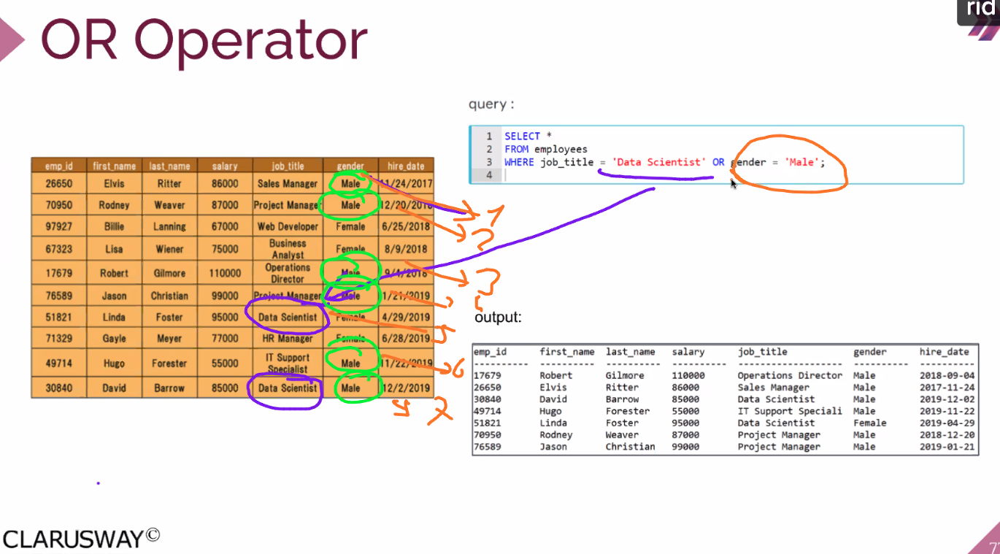 rid
OR Operator
query :
1 SELECT *
2 FROM employees
3 WHERE job_title = 'Data Scientist' OR gender = 'Male';
4
emp_id first_name last_name salary job_title gender hire_date
26650 Elvis Ritter 86000 Sales Manager Male 11/24/2017
70950 Rodney Weaver 87000 Project Manager Male 12/20/2018
97927 Billie Lanning 67000 Web Developer Female 6/25/2018
67323 Lisa Wiener 75000 Business Analyst Female 8/9/2018
17679 Robert Gilmore 110000 Operations Director Male 9/4/2018
76589 Jason Christian 99000 Project Manager Male 1/21/2019
51821 Linda Foster 95000 Data Scientist Female 4/29/2019
71329 Gayle Meyer 77000 HR Manager Female 6/28/2019
49714 Hugo Forester 55000 IT Support Specialist Male 11/22/2019
30840 David Barrow 85000 Data Scientist Male 12/2/2019
1
2
3
5
6
7
output:
emp_id first_name last_name salary job_title gender hire_date
---------- ---------- ---------- ---------- ---------- ---------- ----------
17679 Robert Gilmore 110000 Operations Director Male 2018-09-04
26650 Elvis Ritter 86000 Sales Manager Male 2017-11-24
30840 David Barrow 85000 Data Scientist Male 2019-12-02
49714 Hugo Forester 55000 IT Support Speciali Male 2019-11-22
51821 Linda Foster 95000 Data Scientist Female 2019-04-29
70950 Rodney Weaver 87000 Project Manager Male 2018-12-20
76589 Jason Christian 99000 Project Manager Male 2019-01-21
CLARUSWAY©